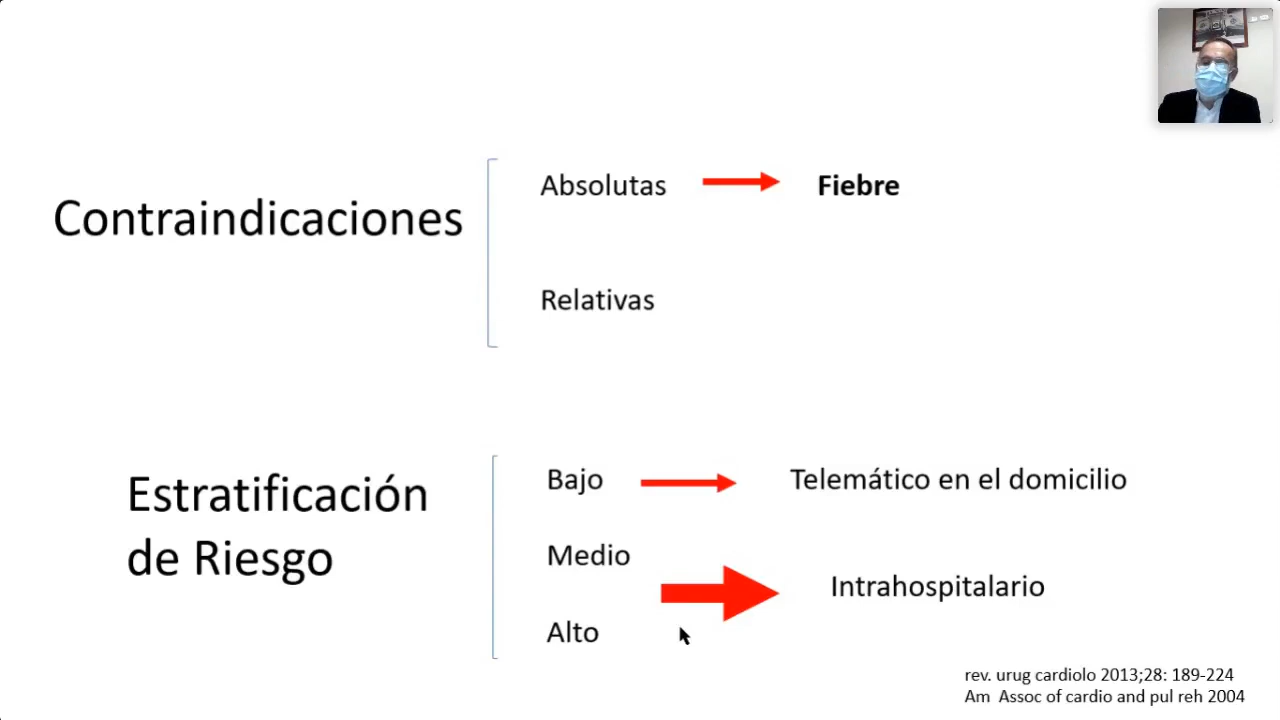 Contraindicaciones
Absolutas
Fiebre
Relativas
Estratificación
de Riesgo
Bajo
Telemático en el domicilio
Medio
Intrahospitalario
Alto
rev. urug cardiolo 2013;28: 189-224
Am Assoc of cardio and pul reh 2004